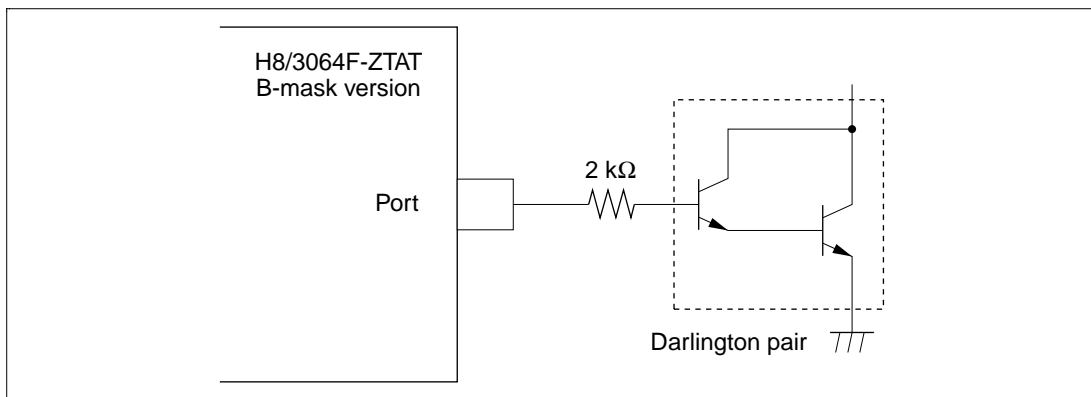 H8/3064F-ZTAT
B-mask version
Port
2 kΩ
Darlington pair